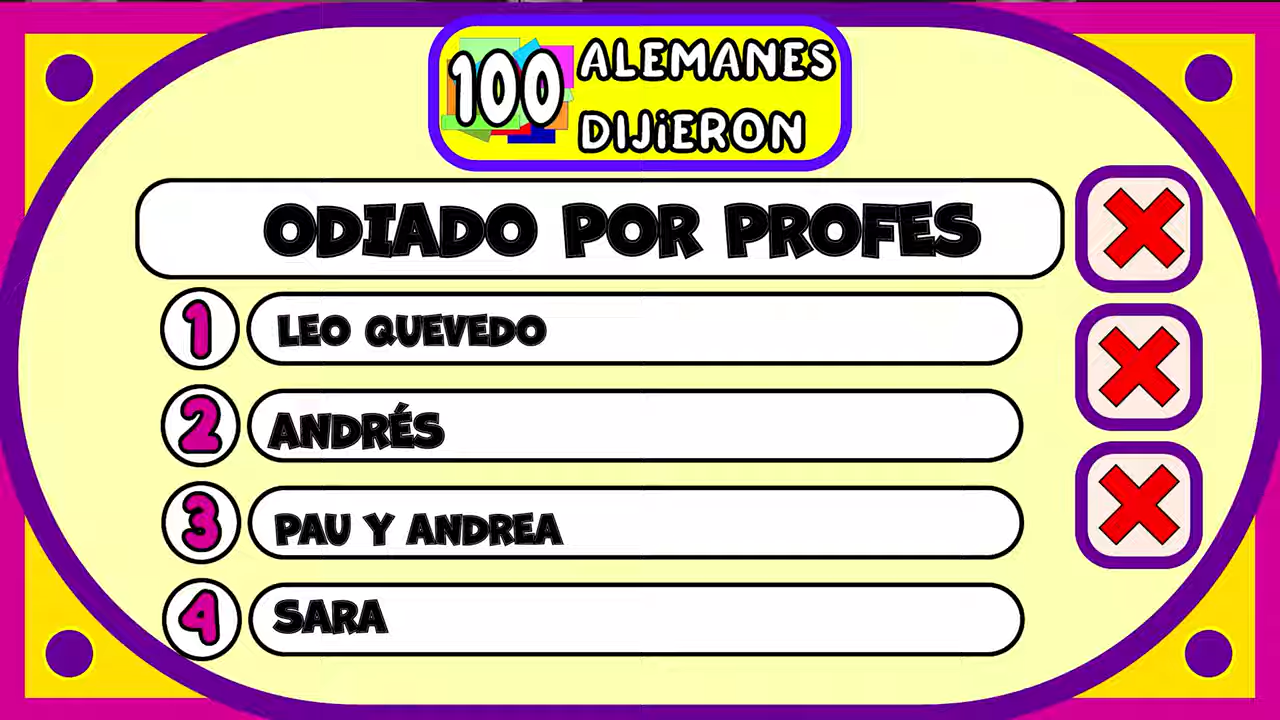 100 ALEMANES
DIJiERON
ODIADO POR PROFES
1 LEO QUEVEDO
2 ANDRÉS
3 PAU Y ANDREA
4 SARA